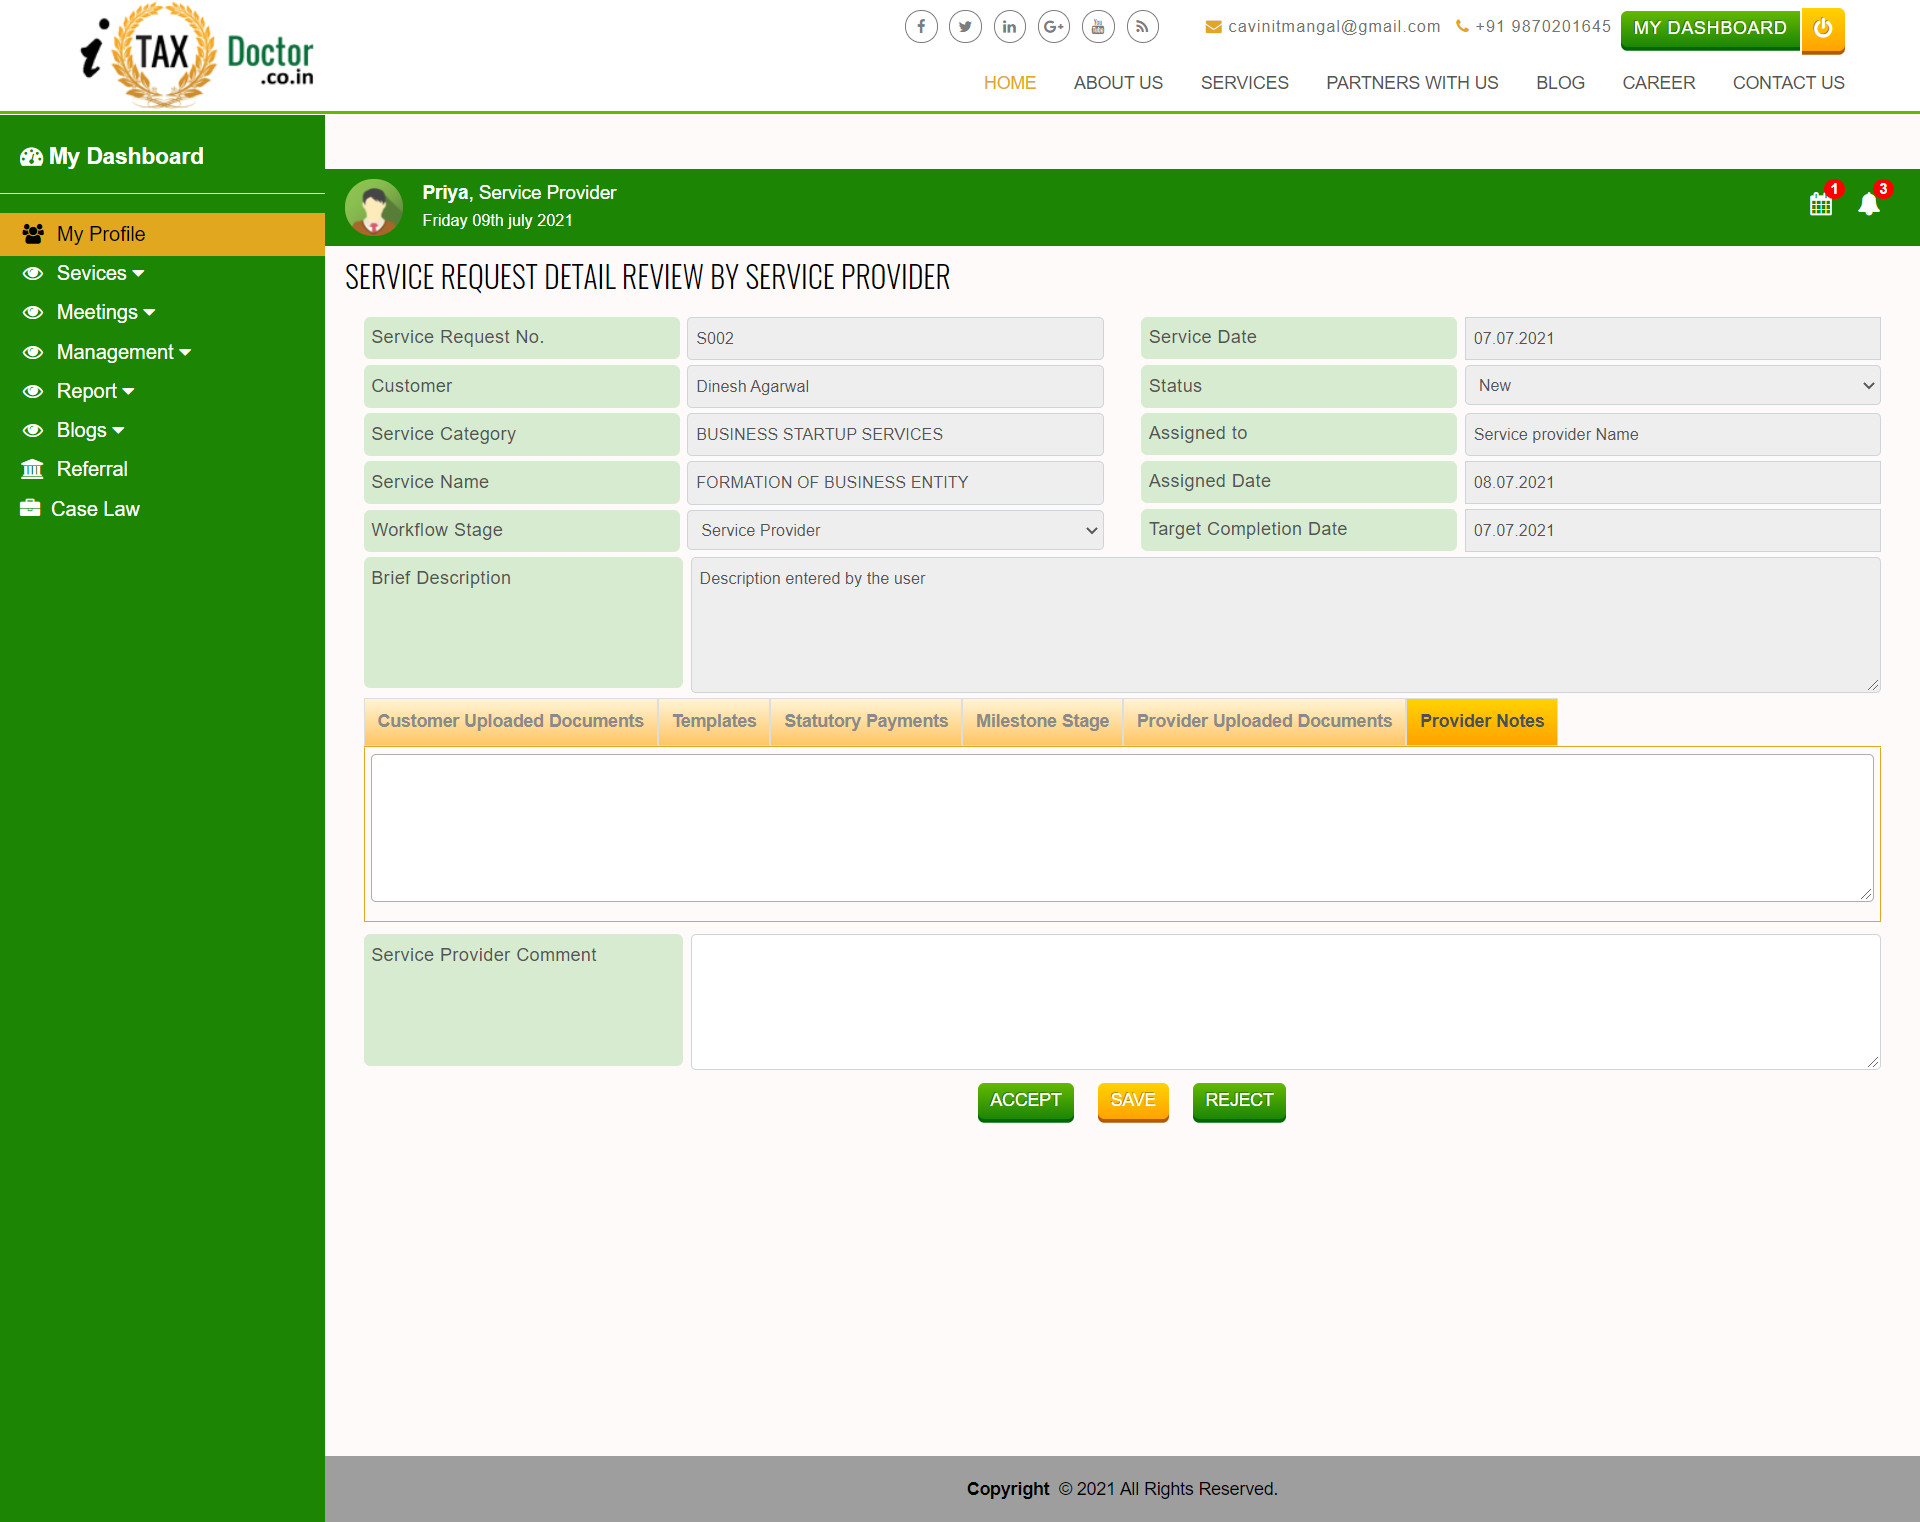 i TAX Doctor
.co.in
cavinitmangal@gmail.com +91 9870201645 MY DASHBOARD
HOME ABOUT US SERVICES PARTNERS WITH US BLOG CAREER CONTACT US
My Dashboard
My Profile
Sevices
Meetings
Management
Report
Blogs
Referral
Case Law
Priya, Service Provider
Friday 09th july 2021
1 3
SERVICE REQUEST DETAIL REVIEW BY SERVICE PROVIDER
Service Request No. S002 Service Date 07.07.2021
Customer Dinesh Agarwal Status New
Service Category BUSINESS STARTUP SERVICES Assigned to Service provider Name
Service Name FORMATION OF BUSINESS ENTITY Assigned Date 08.07.2021
Workflow Stage Service Provider Target Completion Date 07.07.2021
Brief Description Description entered by the user
Customer Uploaded Documents Templates Statutory Payments Milestone Stage Provider Uploaded Documents Provider Notes
Service Provider Comment
ACCEPT SAVE REJECT
Copyright © 2021 All Rights Reserved.